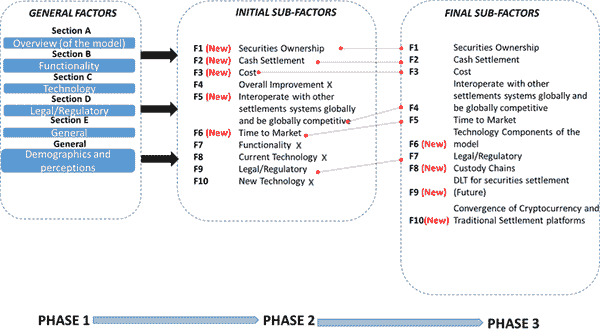 GENERAL FACTORS
Section A
Overview (of the model)
Section B
Functionality
Section C
Technology
Section D
Legal/Regulatory
Section E
General
General
Demographics and
perceptions
INITIAL SUB-FACTORS
F1 (New) Securities Ownership
F2 (New) Cash Settlement
F3 (New) Cost
F4 Overall Improvement X
F5 (New) Interoperate with other
settlements systems globally
and be globally competitive
F6 (New) Time to Market
F7 Functionality X
F8 Current Technology X
F9 Legal/Regulatory
F10 New Technology X
FINAL SUB-FACTORS
F1 Securities Ownership
F2 Cash Settlement
F3 Cost
Interoperate with other
settlements systems globally and
F4 be globally competitive
F5 Time to Market
Technology Components of the
F6 (New) model
F7 Legal/Regulatory
F8 (New) Custody Chains
DLT for securities settlement
F9 (New) (Future)
Convergence of Cryptocurrency and
F10(New) Traditional Settlement platforms
PHASE 1 PHASE 2 PHASE 3